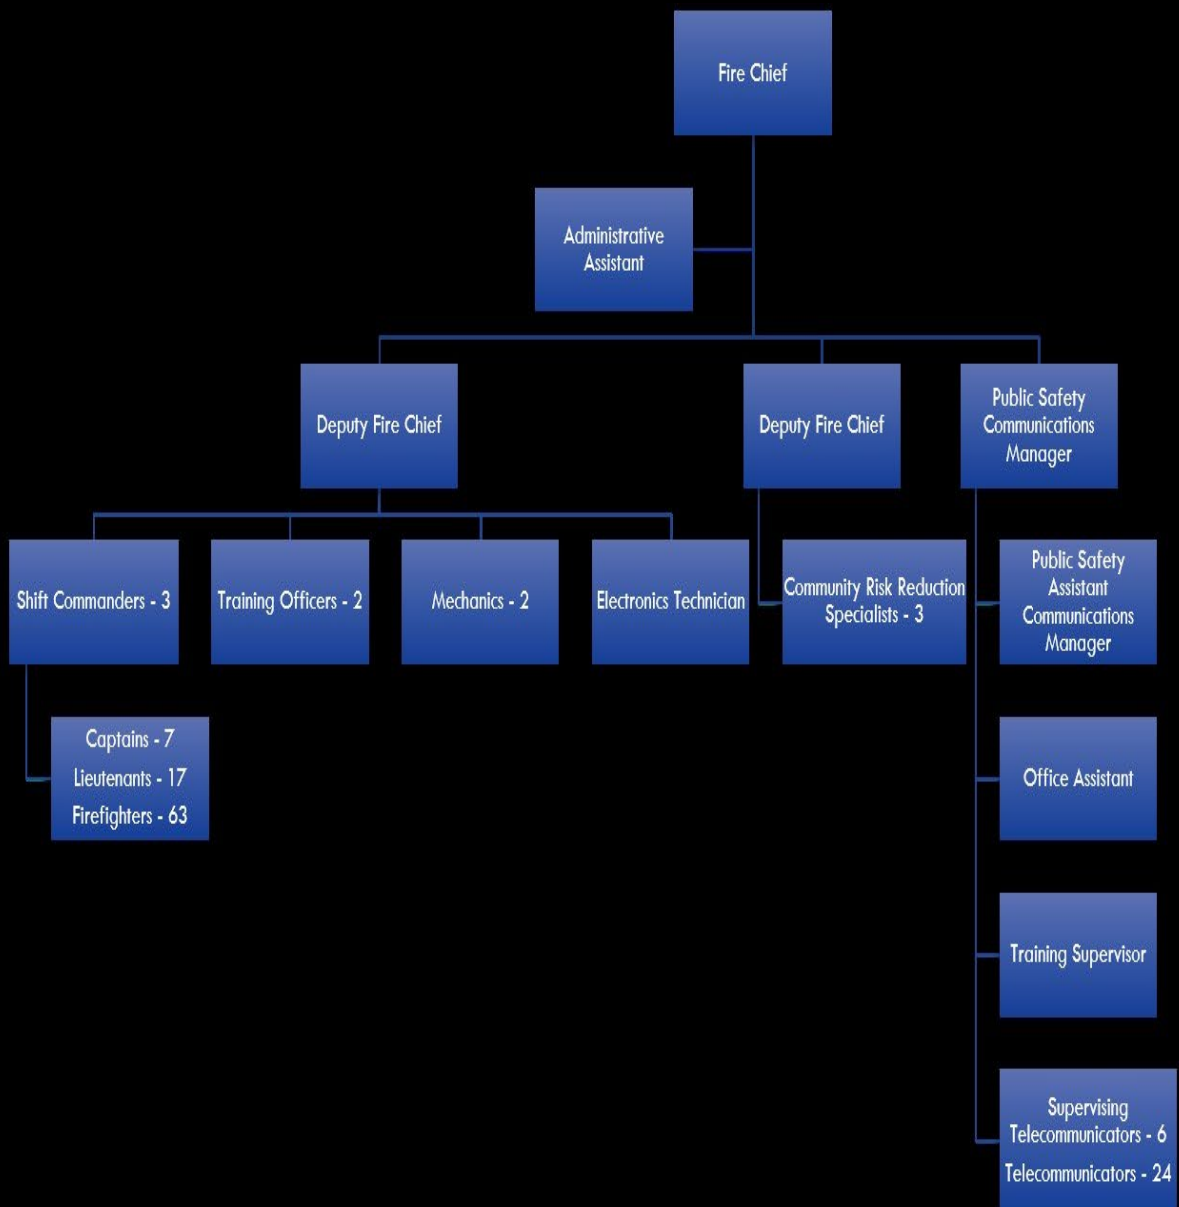 Fire Chief
Administrative
Assistant
Deputy Fire Chief
Deputy Fire Chief
Public Safety
Communications
Manager
Shift Commanders - 3
Training Officers - 2
Mechanics - 2
Electronics Technician
Community Risk Reduction
Specialists - 3
Public Safety
Assistant
Communications
Manager
Captains - 7
Lieutenants - 17
Firefighters - 63
Office Assistant
Training Supervisor
Supervising
Telecommunicators - 6
Telecommunicators - 24